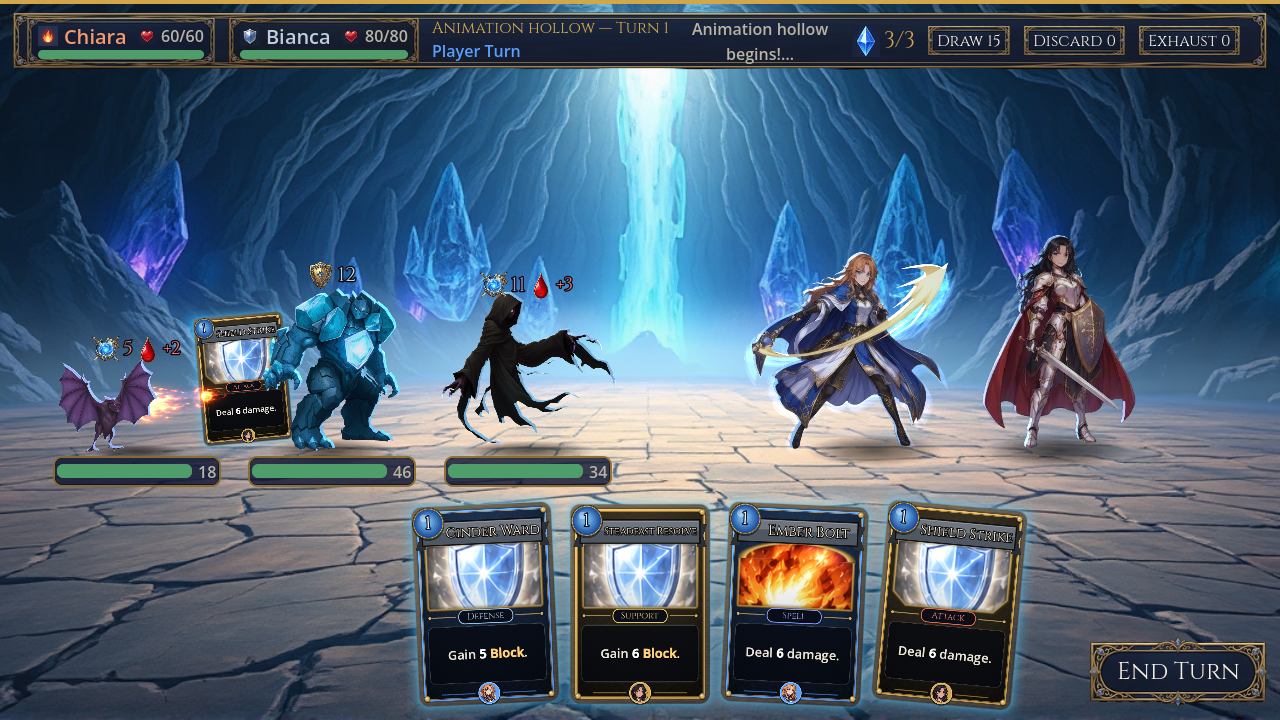 Chiara 60/60
Bianca 80/80
Animation hollow — Turn 1
Player Turn
Animation hollow
begins!...
3/3
Draw 15
Discard 0
Exhaust 0
12
11 +3
5 +2
1
Shield Strike
Attack
Deal 6 damage.
18
46
34
1
Cinder Ward
Defense
Gain 5 Block.
1
Steadfast Resolve
Support
Gain 6 Block.
1
Ember Bolt
Spell
Deal 6 damage.
1
Shield Strike
Attack
Deal 6 damage.
End Turn